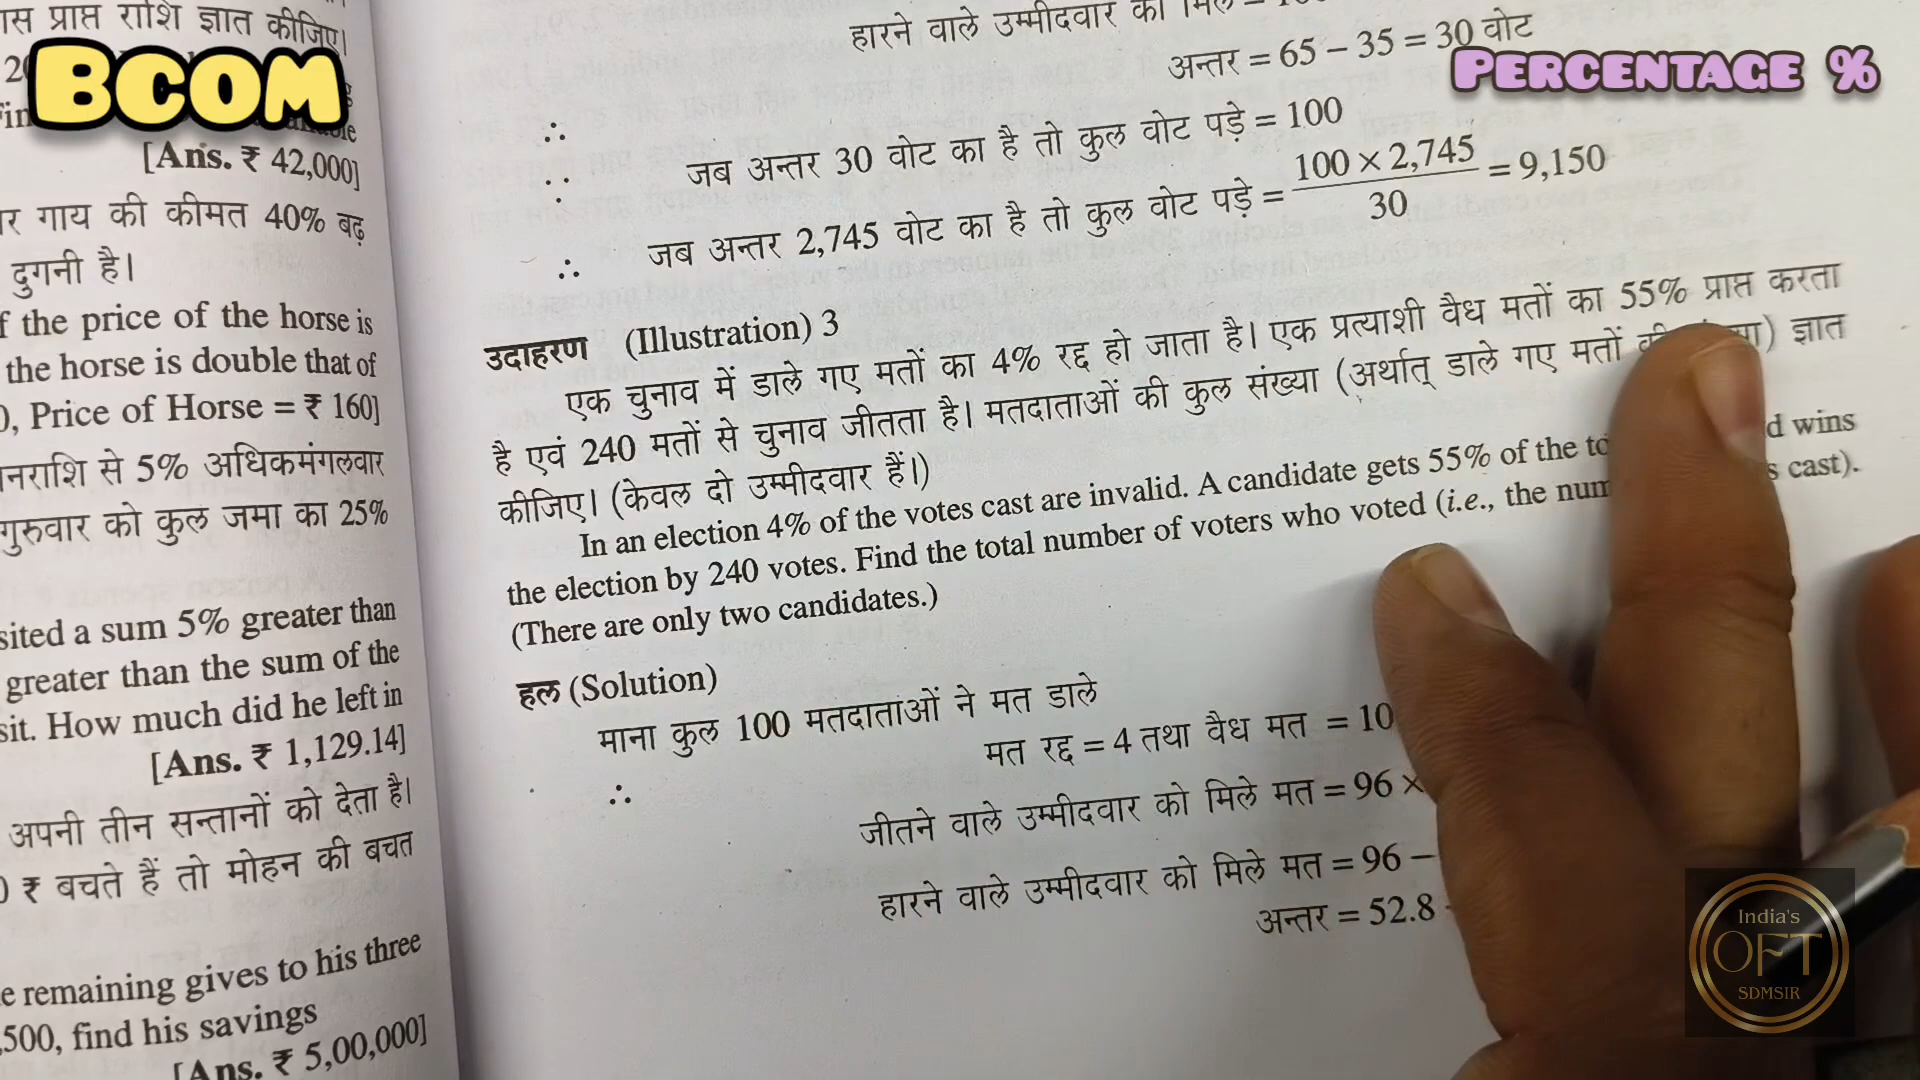 ास प्राप्त राशि ज्ञात कीजिए।
BCOM
[Ans. ₹ 42,000]
र गाय की कीमत 40% बढ़
दुगनी है।
f the price of the horse is
the horse is double that of
), Price of Horse = ₹ 160]
नराशि से 5% अधिकमंगलवार
गुरुवार को कुल जमा का 25%
sited a sum 5% greater than
greater than the sum of the
sit. How much did he left in
[Ans. ₹ 1,129.14]
अपनी तीन सन्तानों को देता है।
) ₹ बचते हैं तो मोहन की बचत
e remaining gives to his three
,500, find his savings
[Ans. ₹ 5,00,000]
PERCENTAGE %
हारने वाले उम्मीदवार को मिले =
अन्तर = 65 – 35 = 30 वोट
∴ जब अन्तर 30 वोट का है तो कुल वोट पड़े = 100
∴ जब अन्तर 2,745 वोट का है तो कुल वोट पड़े = 100 × 2,745 / 30 = 9,150
उदाहरण (Illustration) 3
एक चुनाव में डाले गए मतों का 4% रद्द हो जाता है। एक प्रत्याशी वैध मतों का 55% प्राप्त करता
है एवं 240 मतों से चुनाव जीतता है। मतदाताओं की कुल संख्या (अर्थात् डाले गए मतों ज्ञात
कीजिए। (केवल दो उम्मीदवार हैं।)
In an election 4% of the votes cast are invalid. A candidate gets 55% of the wins
the election by 240 votes. Find the total number of voters who voted (i.e., the cast).
(There are only two candidates.)
हल (Solution)
माना कुल 100 मतदाताओं ने मत डाले
∴ मत रद्द = 4 तथा वैध मत = 10
जीतने वाले उम्मीदवार को मिले मत = 96 ×
हारने वाले उम्मीदवार को मिले मत = 96 –
अन्तर = 52.8
India's
OFT
SDMSIR